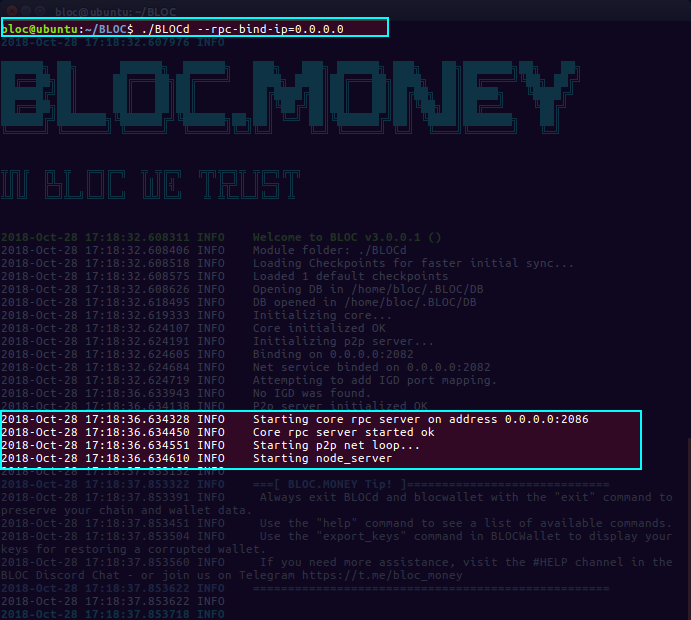 bloc@ubuntu: ~/BLOC
bloc@ubuntu:~/BLOC$ ./BLOCd --rpc-bind-ip=0.0.0.0
2018-Oct-28 17:18:32.607976 INFO
BLOC.MONEY
IN BLOC WE TRUST
2018-Oct-28 17:18:32.608311 INFO    Welcome to BLOC v3.0.0.1 ()
2018-Oct-28 17:18:32.608406 INFO    Module folder: ./BLOCd
2018-Oct-28 17:18:32.608518 INFO    Loading Checkpoints for faster initial sync...
2018-Oct-28 17:18:32.608575 INFO    Loaded 1 default checkpoints
2018-Oct-28 17:18:32.608626 INFO    Opening DB in /home/bloc/.BLOC/DB
2018-Oct-28 17:18:32.618495 INFO    DB opened in /home/bloc/.BLOC/DB
2018-Oct-28 17:18:32.619333 INFO    Initializing core...
2018-Oct-28 17:18:32.624107 INFO    Core initialized OK
2018-Oct-28 17:18:32.624191 INFO    Initializing p2p server...
2018-Oct-28 17:18:32.624605 INFO    Binding on 0.0.0.0:2082
2018-Oct-28 17:18:32.624684 INFO    Net service binded on 0.0.0.0:2082
2018-Oct-28 17:18:32.624719 INFO    Attempting to add IGD port mapping.
2018-Oct-28 17:18:36.633943 INFO    No IGD was found.
2018-Oct-28 17:18:36.634138 INFO    P2p server initialized OK
2018-Oct-28 17:18:36.634328 INFO    Starting core rpc server on address 0.0.0.0:2086
2018-Oct-28 17:18:36.634450 INFO    Core rpc server started ok
2018-Oct-28 17:18:36.634551 INFO    Starting p2p net loop...
2018-Oct-28 17:18:36.634610 INFO    Starting node_server
2018-Oct-28 17:18:37.853322 INFO    ===[ BLOC.MONEY Tip! ]=============================
2018-Oct-28 17:18:37.853391 INFO     Always exit BLOCd and blocwallet with the "exit" command to
preserve your chain and wallet data.
2018-Oct-28 17:18:37.853451 INFO     Use the "help" command to see a list of available commands.
2018-Oct-28 17:18:37.853504 INFO     Use the "export_keys" command in BLOCWallet to display your
keys for restoring a corrupted wallet.
2018-Oct-28 17:18:37.853560 INFO     If you need more assistance, visit the #HELP channel in the
BLOC Discord Chat - or join us on Telegram https://t.me/bloc_money
2018-Oct-28 17:18:37.853622 INFO    ===================================================
2018-Oct-28 17:18:37.853642 INFO
2018-Oct-28 17:18:37.853718 INFO